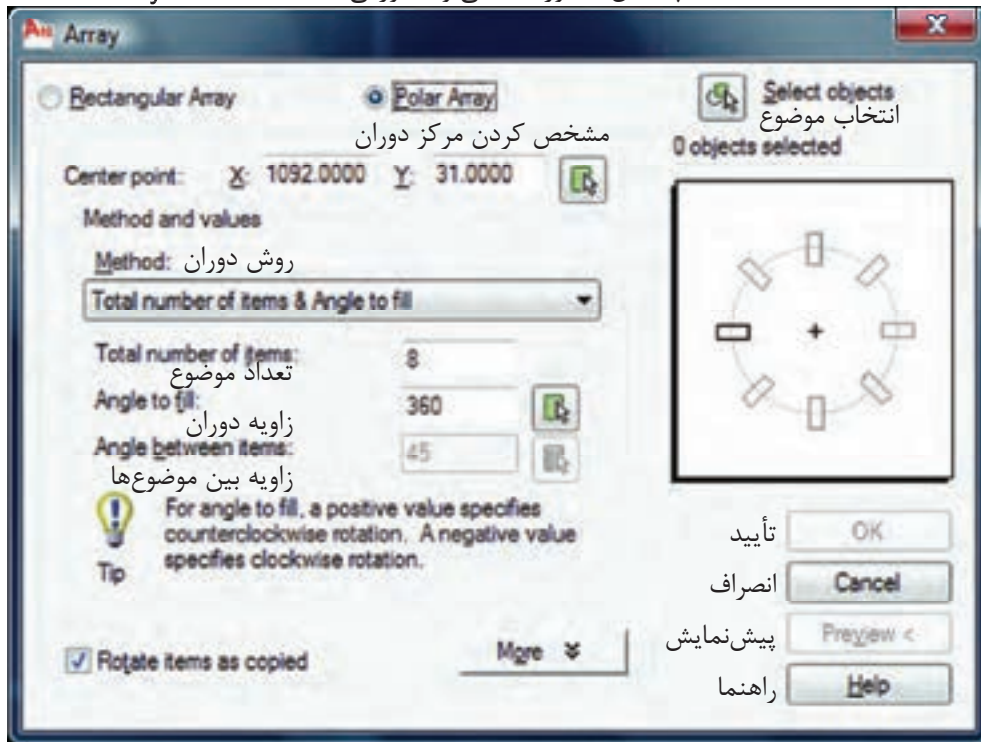 Array
Rectangular Array
Polar Array
Select objects
انتخاب موضوع
0 objects selected
مشخص کردن مرکز دوران
Center point: X: 1092.0000 Y: 31.0000
Method and values
Method: روش دوران
Total number of items & Angle to fill
Total number of items: 8
تعداد موضوع
Angle to fill: 360
زاویه دوران
Angle between items: 45
زاویه بین موضوع‌ها
For angle to fill, a positive value specifies
counterclockwise rotation. A negative value
specifies clockwise rotation.
Tip
Rotate items as copied
More
تأیید OK
انصراف Cancel
پیش‌نمایش Preview <
راهنما Help